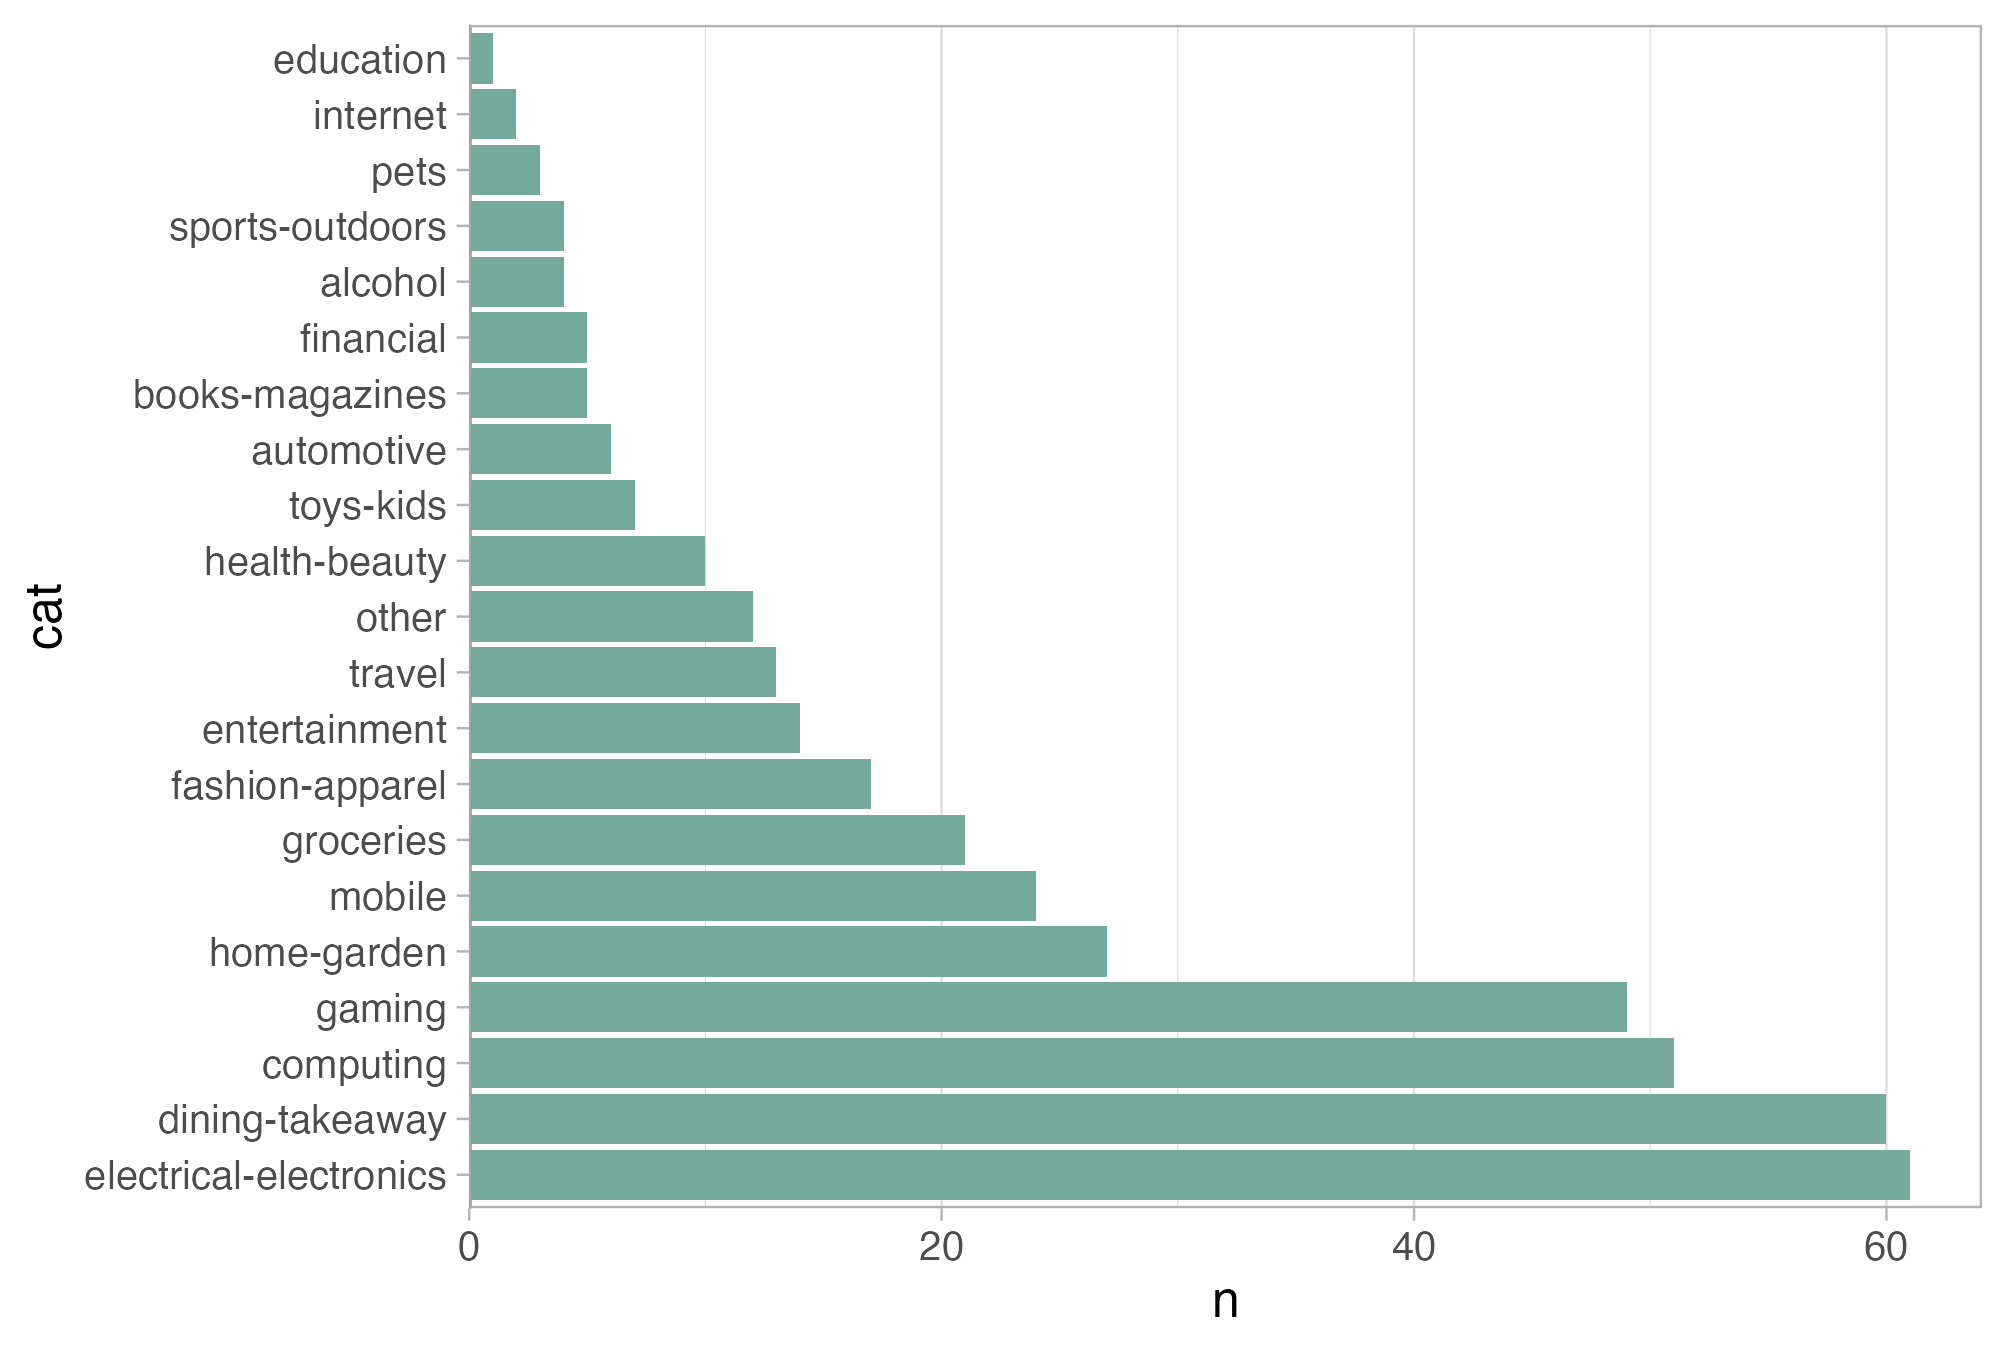 education
internet
pets
sports-outdoors
alcohol
financial
books-magazines
automotive
toys-kids
health-beauty
other
travel
entertainment
fashion-apparel
groceries
mobile
home-garden
gaming
computing
dining-takeaway
electrical-electronics
cat
0 20 40 60
n